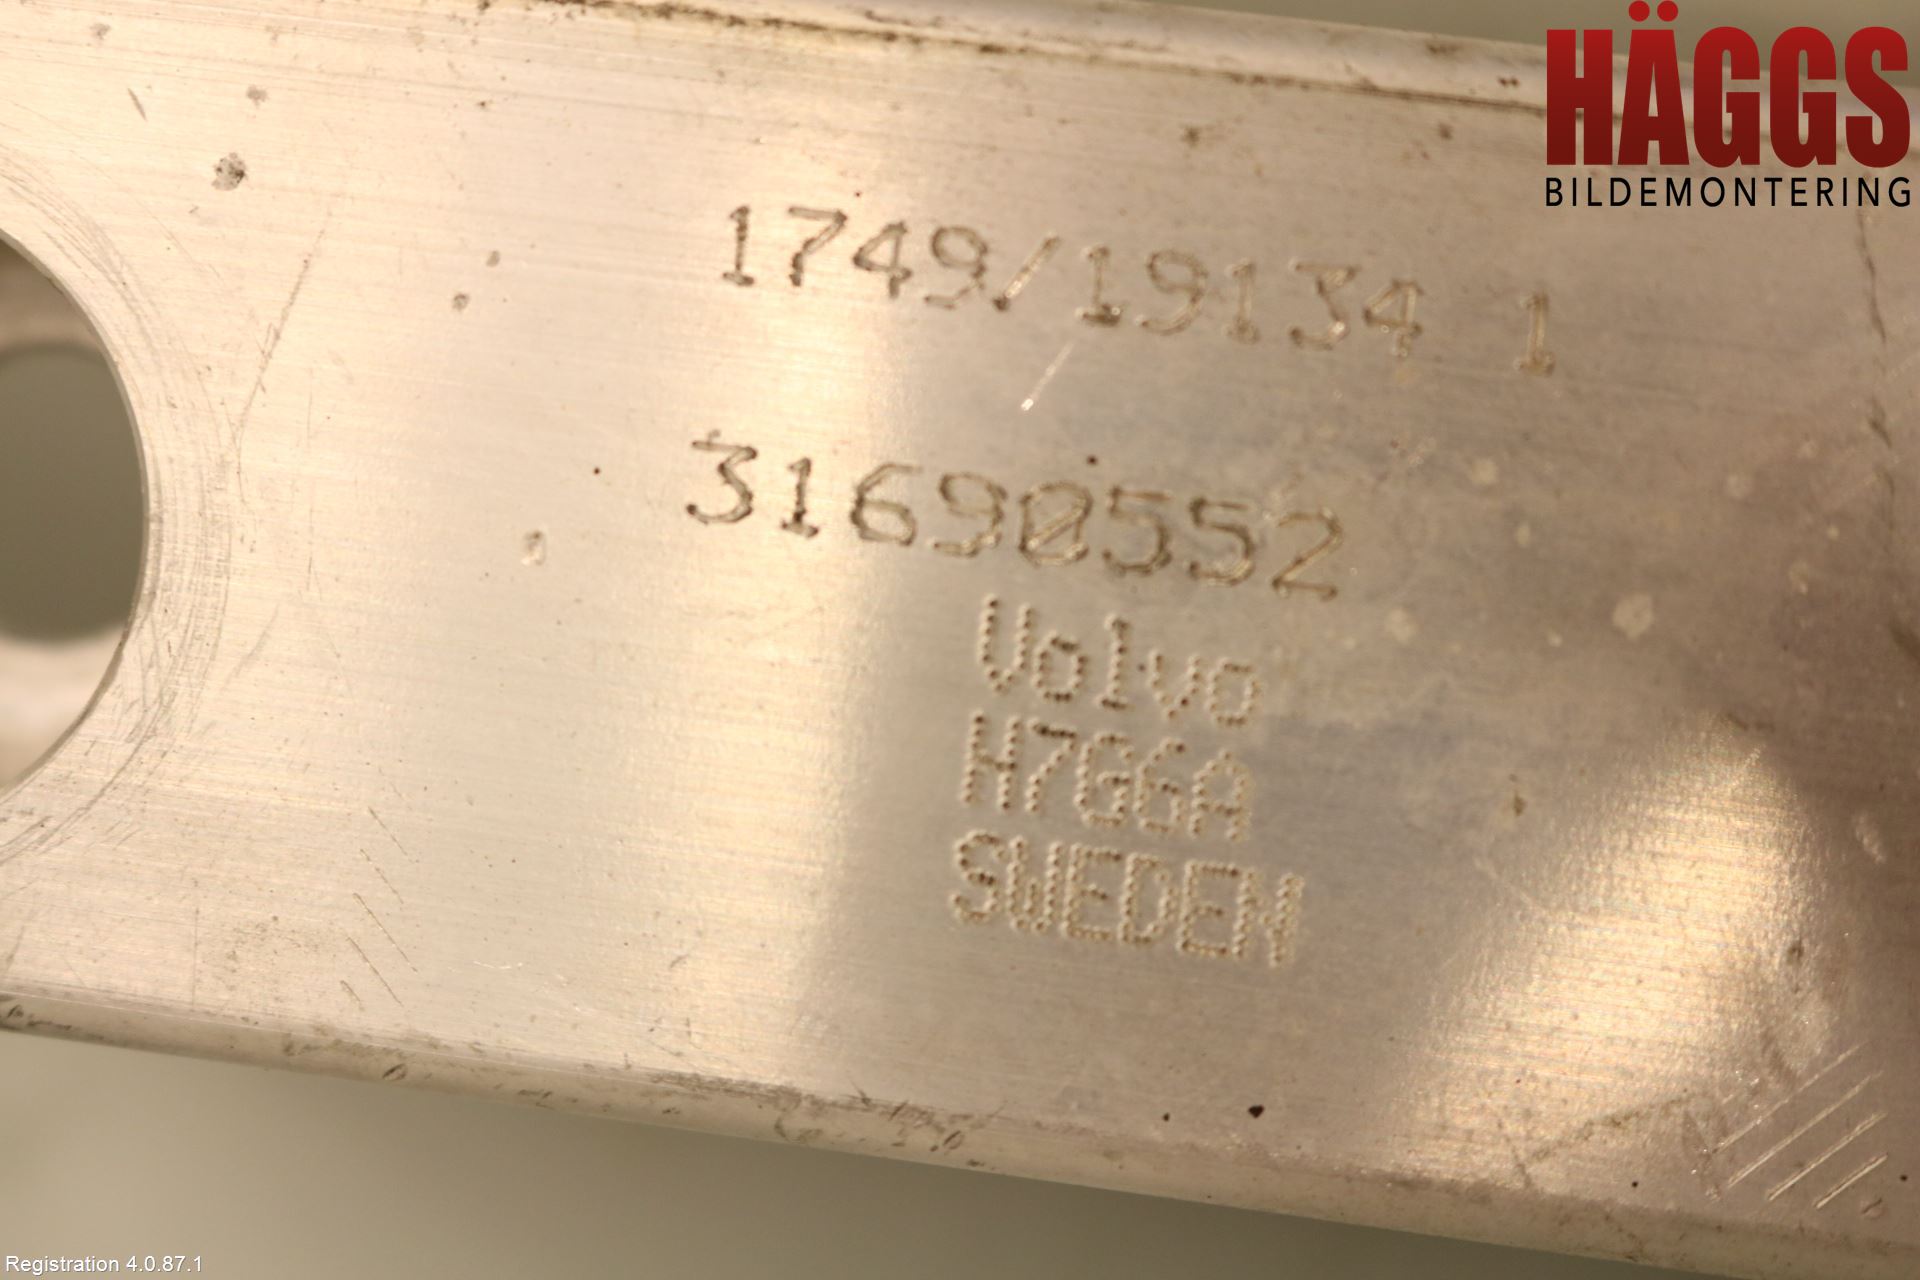 HÄGGS
BILDEMONTERING
1749/19134 1
31690552
Volvo
H7G6A
SWEDEN
Registration 4.0.87.1